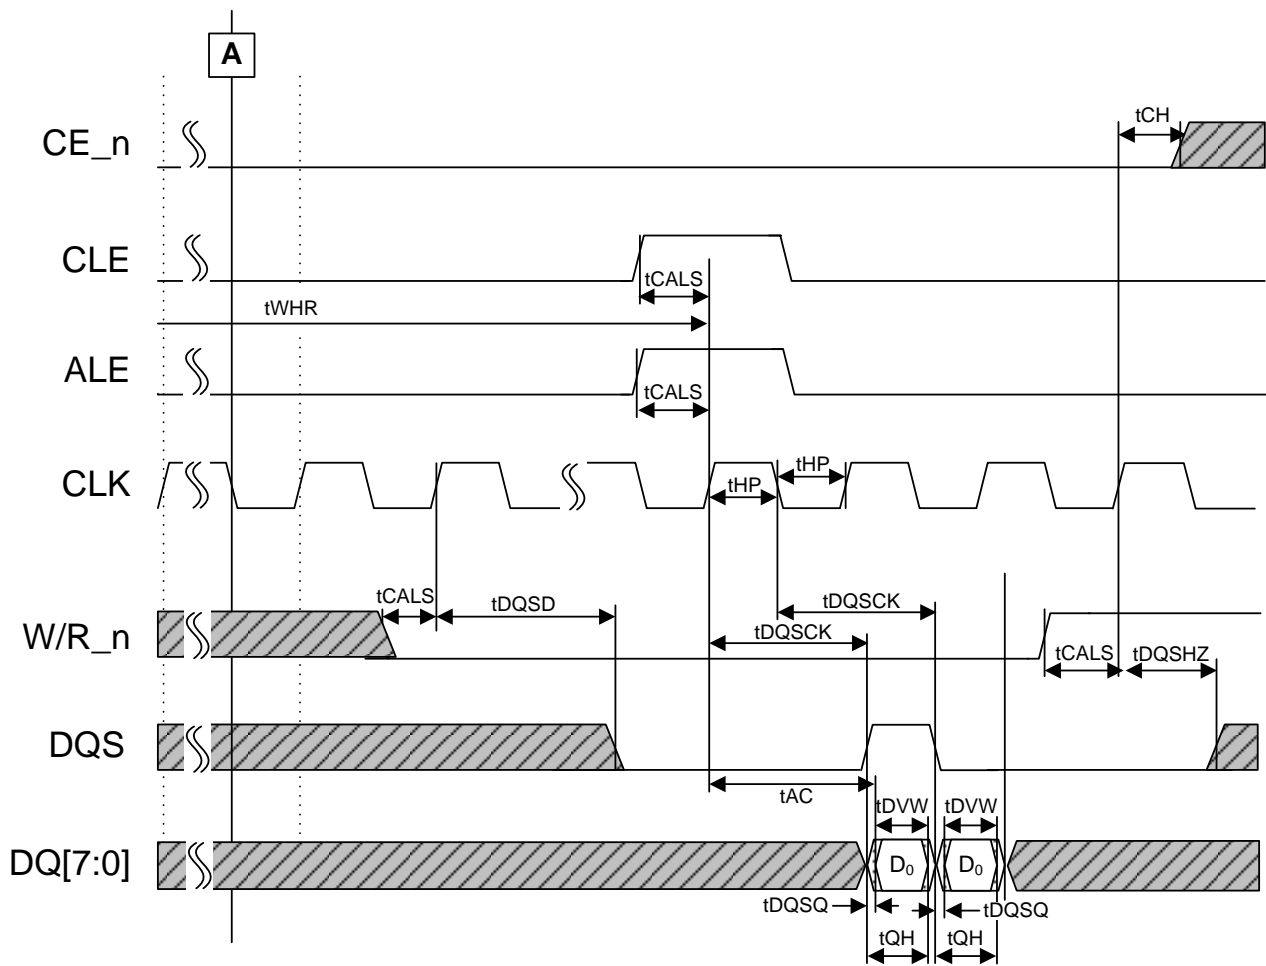 A
tCH
CE_n
CLE
tCALS
tWHR
ALE
tCALS
CLK
tHP
tHP
tCALS
tDQSD
tDQSCK
tDQSCK
W/R_n
tCALS
tDQSHZ
DQS
tAC
tDVW
tDVW
DQ[7:0]
D₀
D₀
tDQSQ
tDQSQ
tQH
tQH